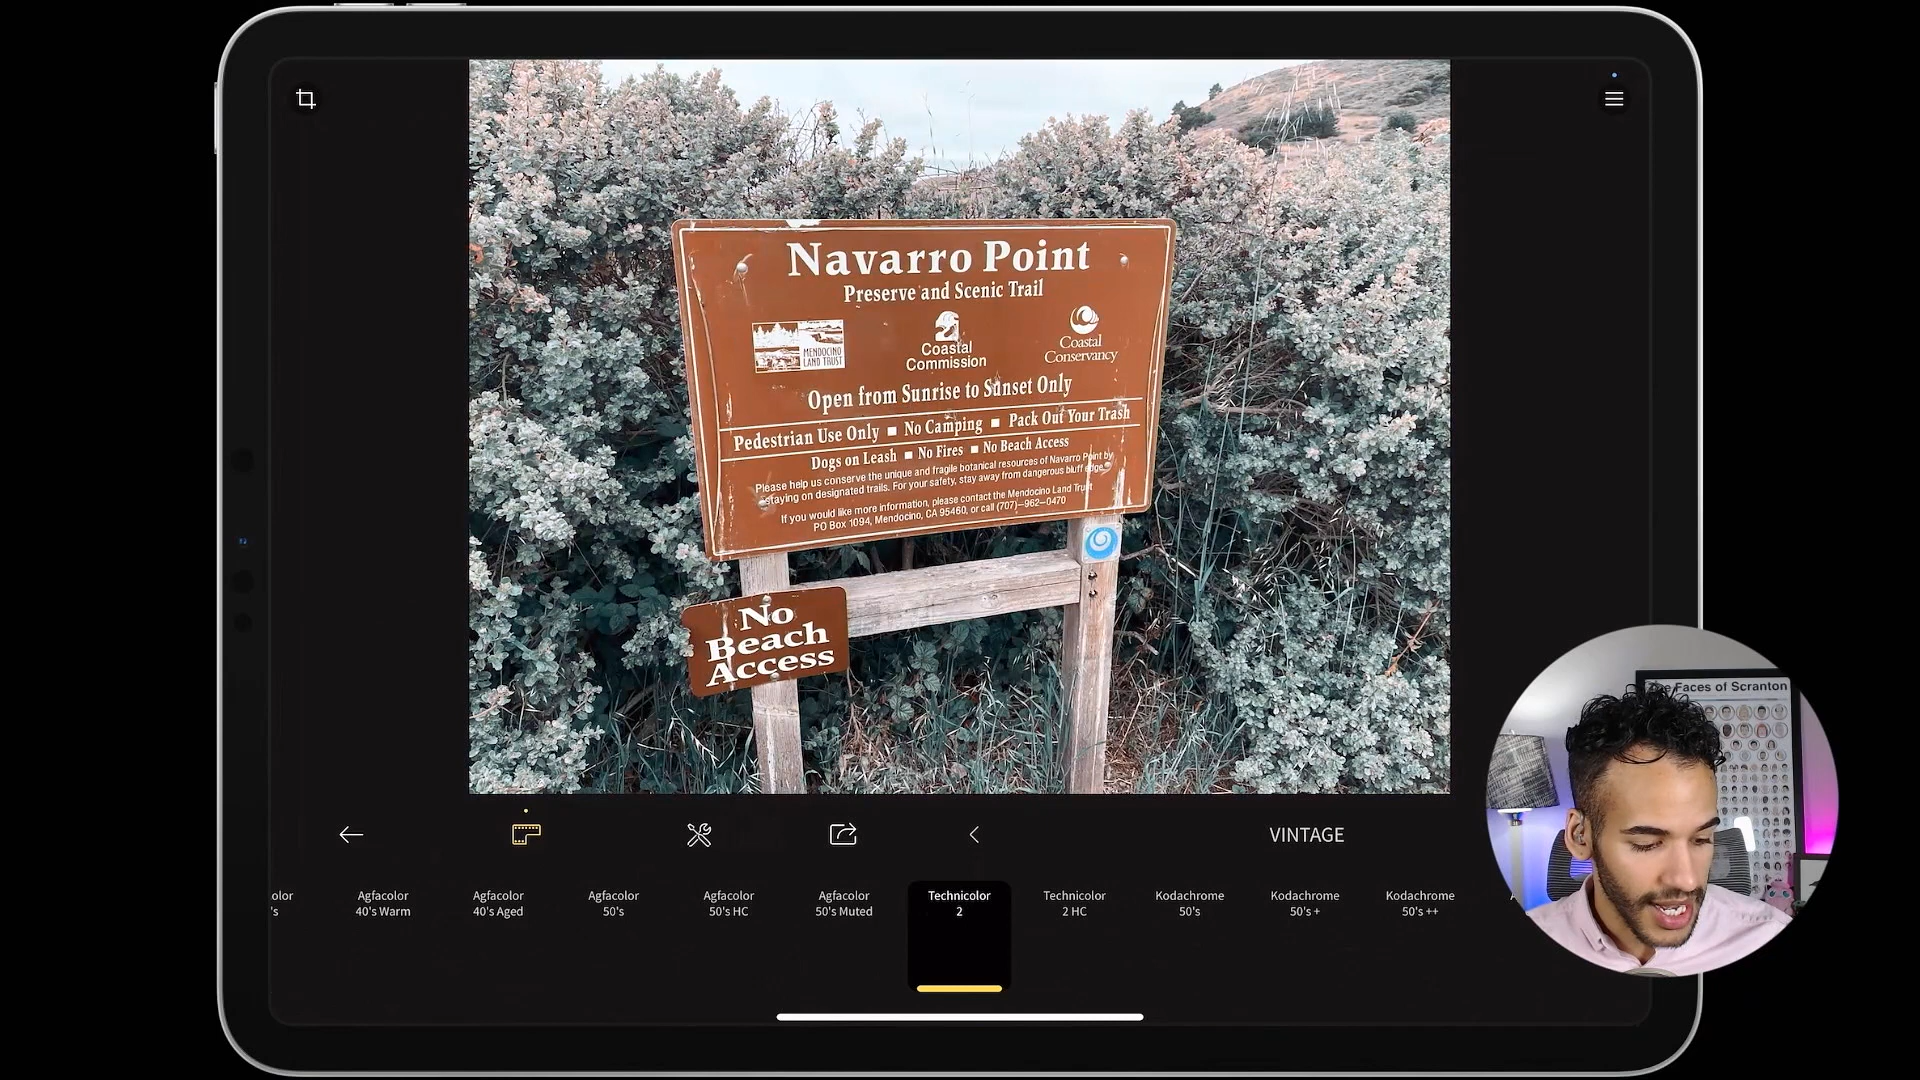 Navarro Point
Preserve and Scenic Trail
MENDOCINO
LAND TRUST
Coastal
Commission
Coastal
Conservancy
Open from Sunrise to Sunset Only
Pedestrian Use Only ■ No Camping ■ Pack Out Your Trash
Dogs on Leash ■ No Fires ■ No Beach Access
Please help us conserve the unique and fragile botanical resources of Navarro Point by
staying on designated trails. For your safety, stay away from dangerous bluff edge
If you would like more information, please contact the Mendocino Land Trust
PO Box 1094, Mendocino, CA 95460, or call (707)–962–0470
No
Beach
Access
The Faces of Scranton
VINTAGE
olor
's
Agfacolor
40's Warm
Agfacolor
40's Aged
Agfacolor
50's
Agfacolor
50's HC
Agfacolor
50's Muted
Technicolor
2
Technicolor
2 HC
Kodachrome
50's
Kodachrome
50's +
Kodachrome
50's ++